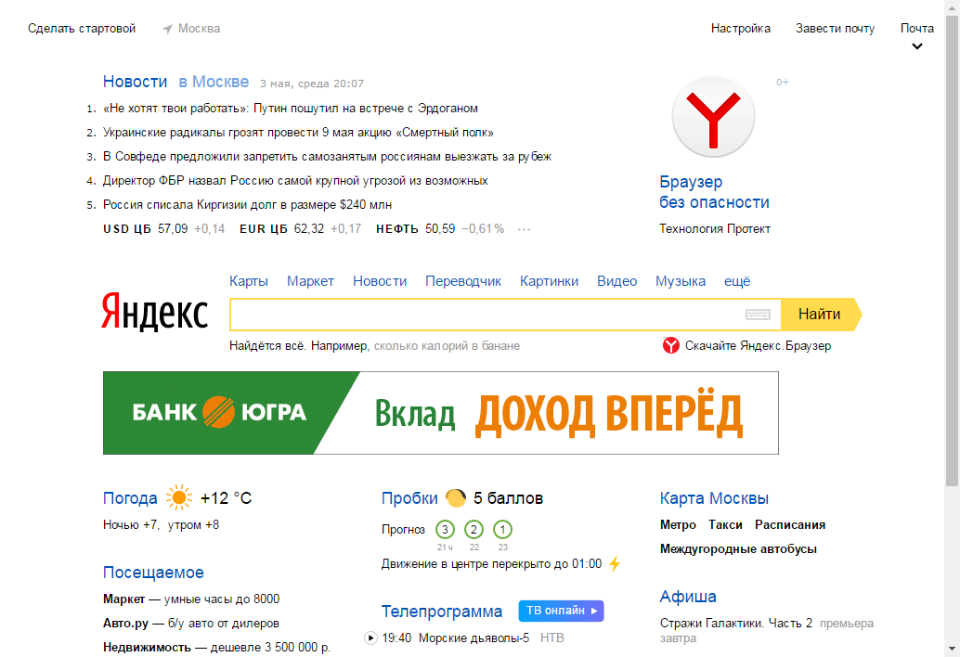 Сделать стартовой Москва Настройка Завести почту Почта
Новости в Москве 3 мая, среда 20:07 0+
1. «Не хотят твои работать»: Путин пошутил на встрече с Эрдоганом
2. Украинские радикалы грозят провести 9 мая акцию «Смертный полк»
3. В Совфеде предложили запретить самозанятым россиянам выезжать за рубеж
4. Директор ФБР назвал Россию самой крупной угрозой из возможных
5. Россия списала Киргизии долг в размере $240 млн
USD ЦБ 57,09 +0,14 EUR ЦБ 62,32 +0,17 НЕФТЬ 50,59 −0,61% ···
Браузер
без опасности
Технология Протект
Карты Маркет Новости Переводчик Картинки Видео Музыка ещё
Яндекс Найти
Найдётся всё. Например, сколько калорий в банане Скачайте Яндекс.Браузер
БАНК ЮГРА Вклад ДОХОД ВПЕРЁД
Погода +12 °C
Ночью +7, утром +8
Посещаемое
Маркет — умные часы до 8000
Авто.ру — б/у авто от дилеров
Недвижимость — дешевле 3 500 000 р.
Пробки 5 баллов
Прогноз 3 2 1
21 ч 22 23
Движение в центре перекрыто до 01:00
Телепрограмма ТВ онлайн
19:40 Морские дьяволы-5 НТВ
Карта Москвы
Метро Такси Расписания
Междугородные автобусы
Афиша
Стражи Галактики. Часть 2 премьера
завтра